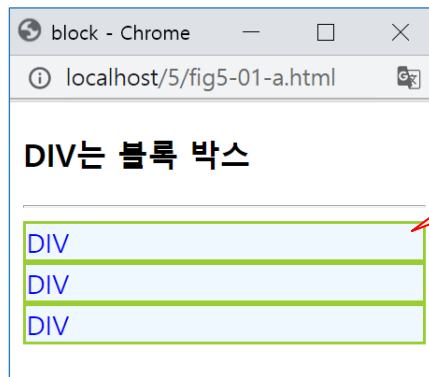 block - Chrome
localhost/5/fig5-01-a.html
DIV는 블록 박스
DIV
DIV
DIV